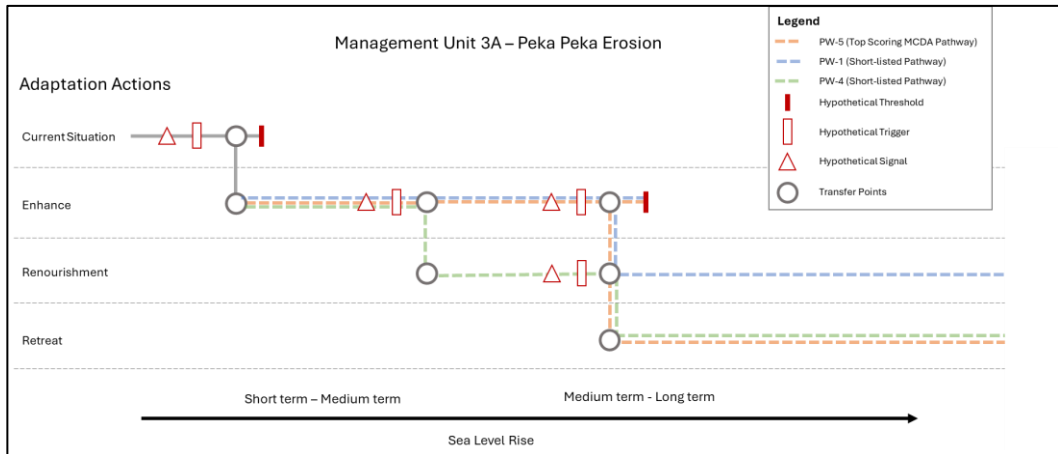 Management Unit 3A – Peka Peka Erosion
Legend
PW-5 (Top Scoring MCDA Pathway)
PW-1 (Short-listed Pathway)
PW-4 (Short-listed Pathway)
Hypothetical Threshold
Hypothetical Trigger
Hypothetical Signal
Transfer Points
Adaptation Actions
Current Situation
Enhance
Renourishment
Retreat
Short term – Medium term
Medium term - Long term
Sea Level Rise